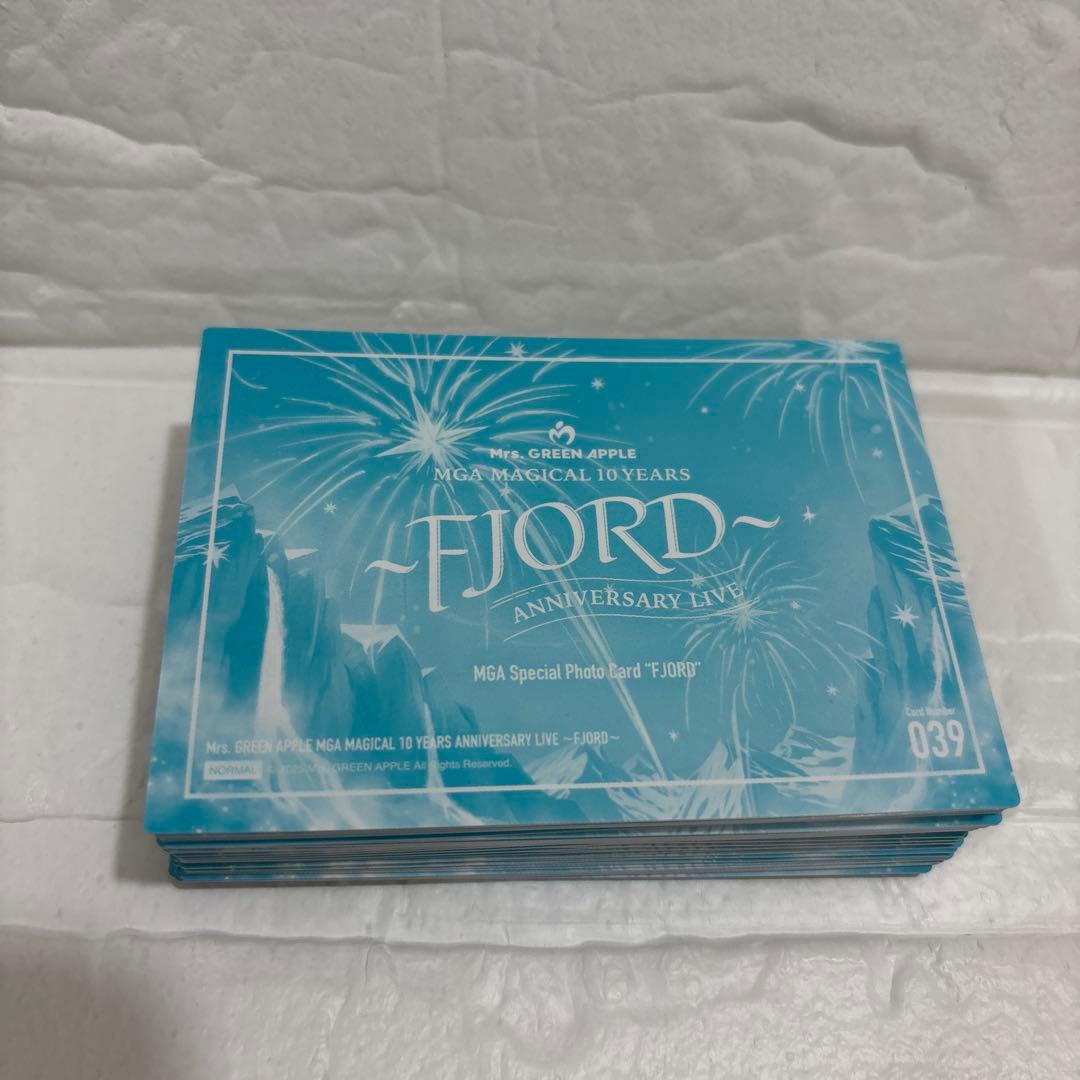 Mrs. GREEN APPLE
MGA MAGICAL 10 YEARS
~FJORD~
ANNIVERSARY LIVE
MGA Special Photo Card "FJORD"
Card Number
039
Mrs. GREEN APPLE MGA MAGICAL 10 YEARS ANNIVERSARY LIVE ~FJORD~
NORMAL 2025 GREEN APPLE All Rights Reserved.